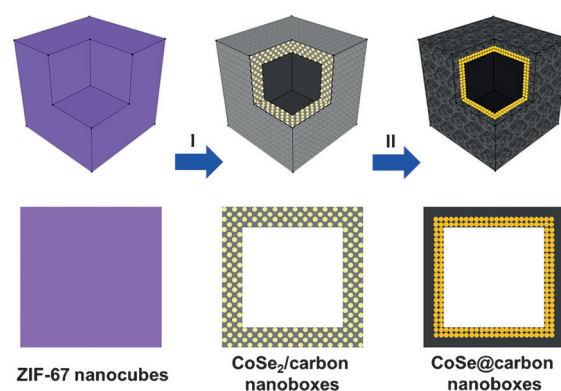 I
II
ZIF-67 nanocubes
CoSe₂/carbon
nanoboxes
CoSe@carbon
nanoboxes